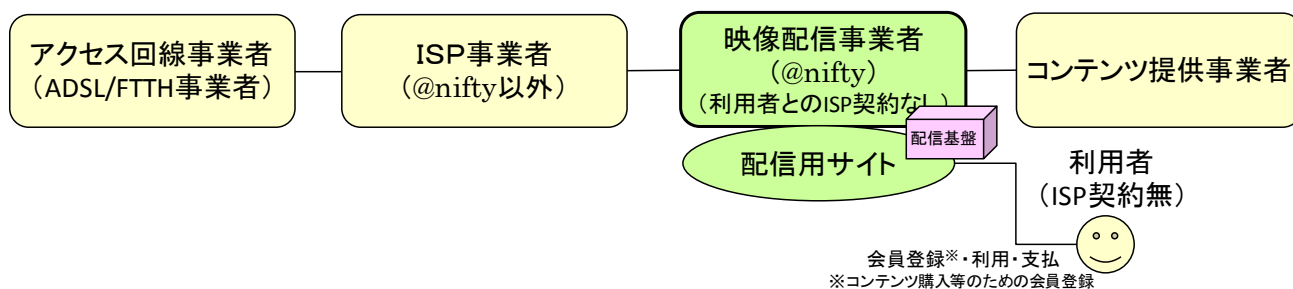 アクセス回線事業者
（ADSL/FTTH事業者）
ＩＳＰ事業者
（@nifty以外）
映像配信事業者
（@nifty）
（利用者とのISP契約なし）
コンテンツ提供事業者
配信基盤
配信用サイト
利用者
（ISP契約無）
会員登録※・利用・支払
※コンテンツ購入等のための会員登録